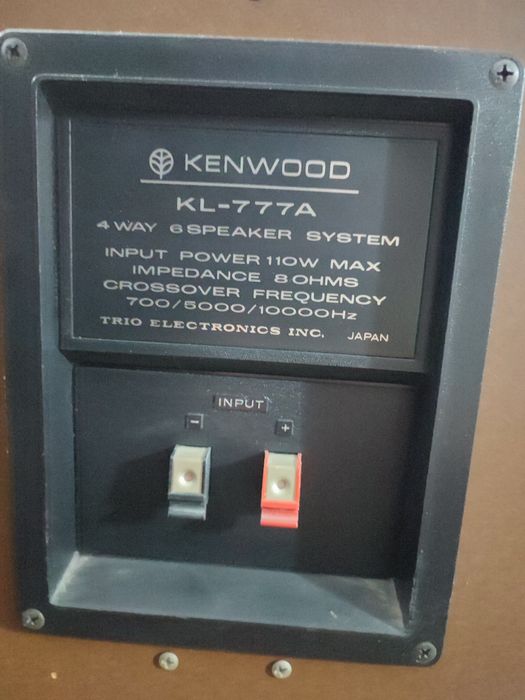 KENWOOD
KL-777A
4 WAY 6 SPEAKER SYSTEM
INPUT POWER 110W MAX
IMPEDANCE 8 OHMS
CROSSOVER FREQUENCY
700/5000/10000Hz
TRIO ELECTRONICS INC. JAPAN
INPUT
- +